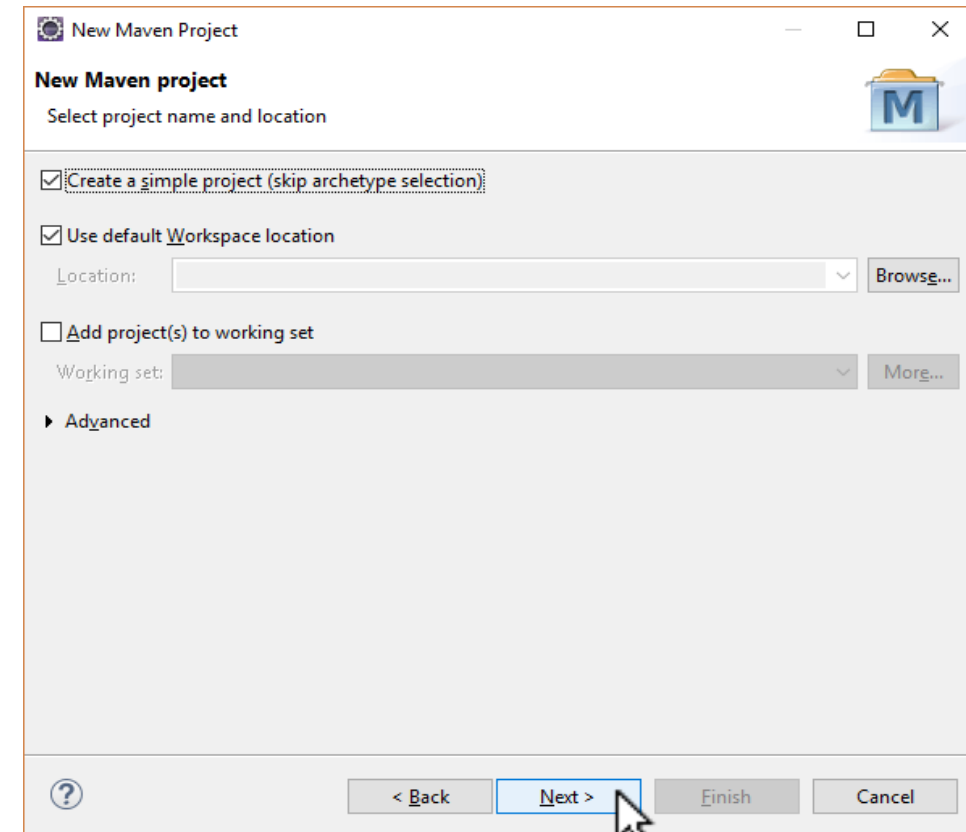 New Maven Project
New Maven project
M
Select project name and location
Create a simple project (skip archetype selection)
Use default Workspace location
Location: Browse...
Add project(s) to working set
Working set: More...
Advanced
? < Back Next > Finish Cancel